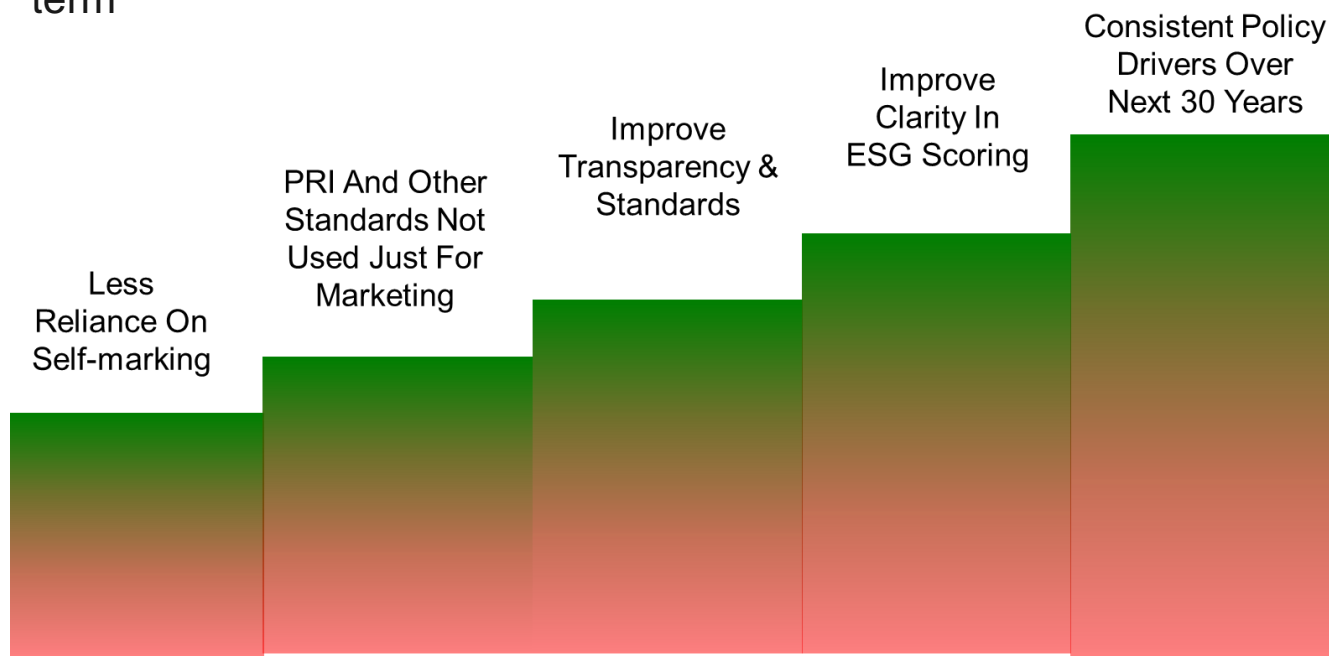 term
Less
Reliance On
Self-marking
PRI And Other
Standards Not
Used Just For
Marketing
Improve
Transparency &
Standards
Improve
Clarity In
ESG Scoring
Consistent Policy
Drivers Over
Next 30 Years